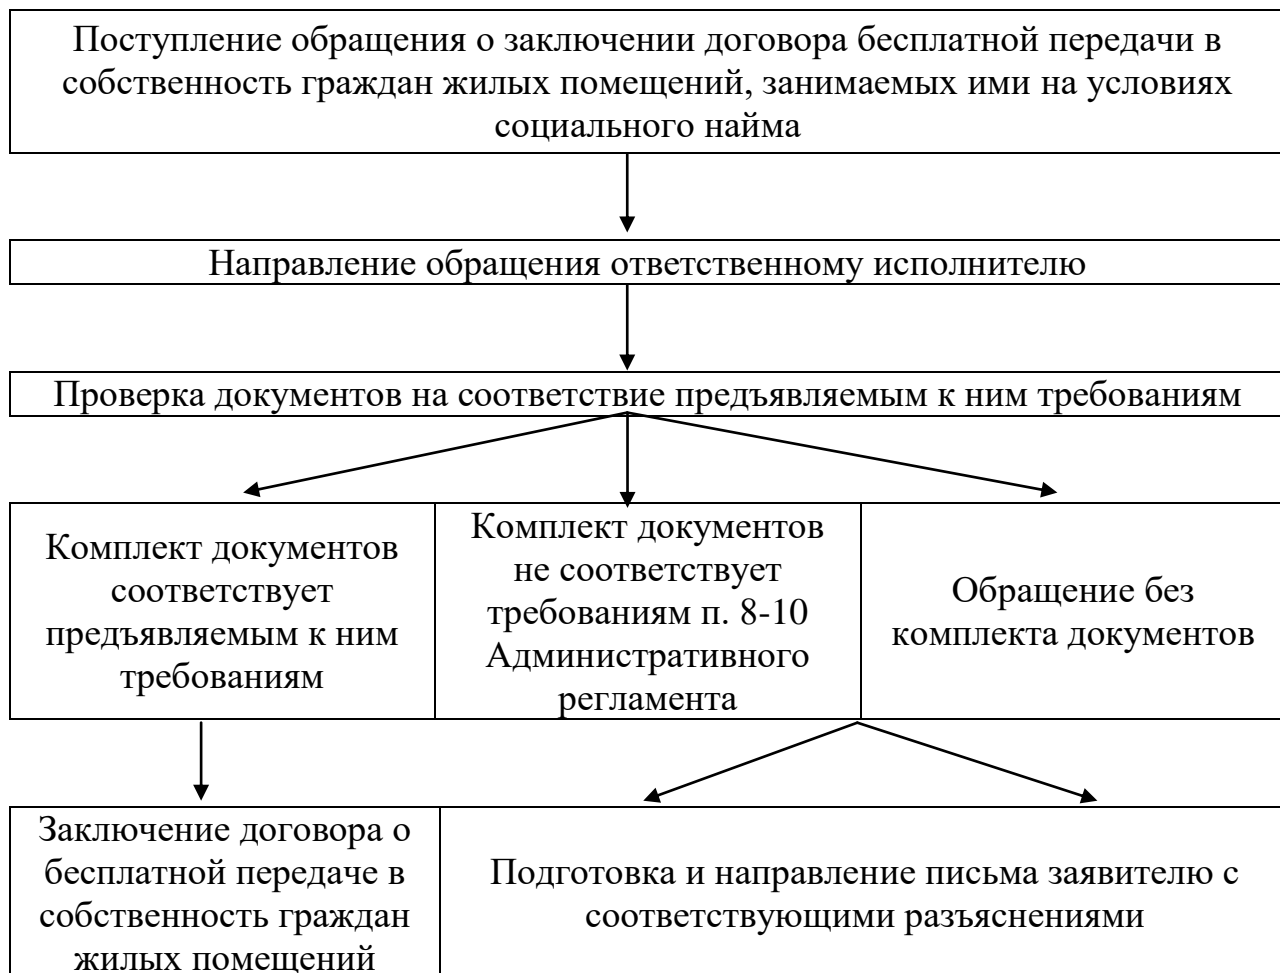 Поступление обращения о заключении договора бесплатной передачи в
собственность граждан жилых помещений, занимаемых ими на условиях
социального найма
Направление обращения ответственному исполнителю
Проверка документов на соответствие предъявляемым к ним требованиям
Комплект документов
соответствует
предъявляемым к ним
требованиям
Комплект документов
не соответствует
требованиям п. 8-10
Административного
регламента
Обращение без
комплекта документов
Заключение договора о
бесплатной передаче в
собственность граждан
жилых помещений
Подготовка и направление письма заявителю с
соответствующими разъяснениями